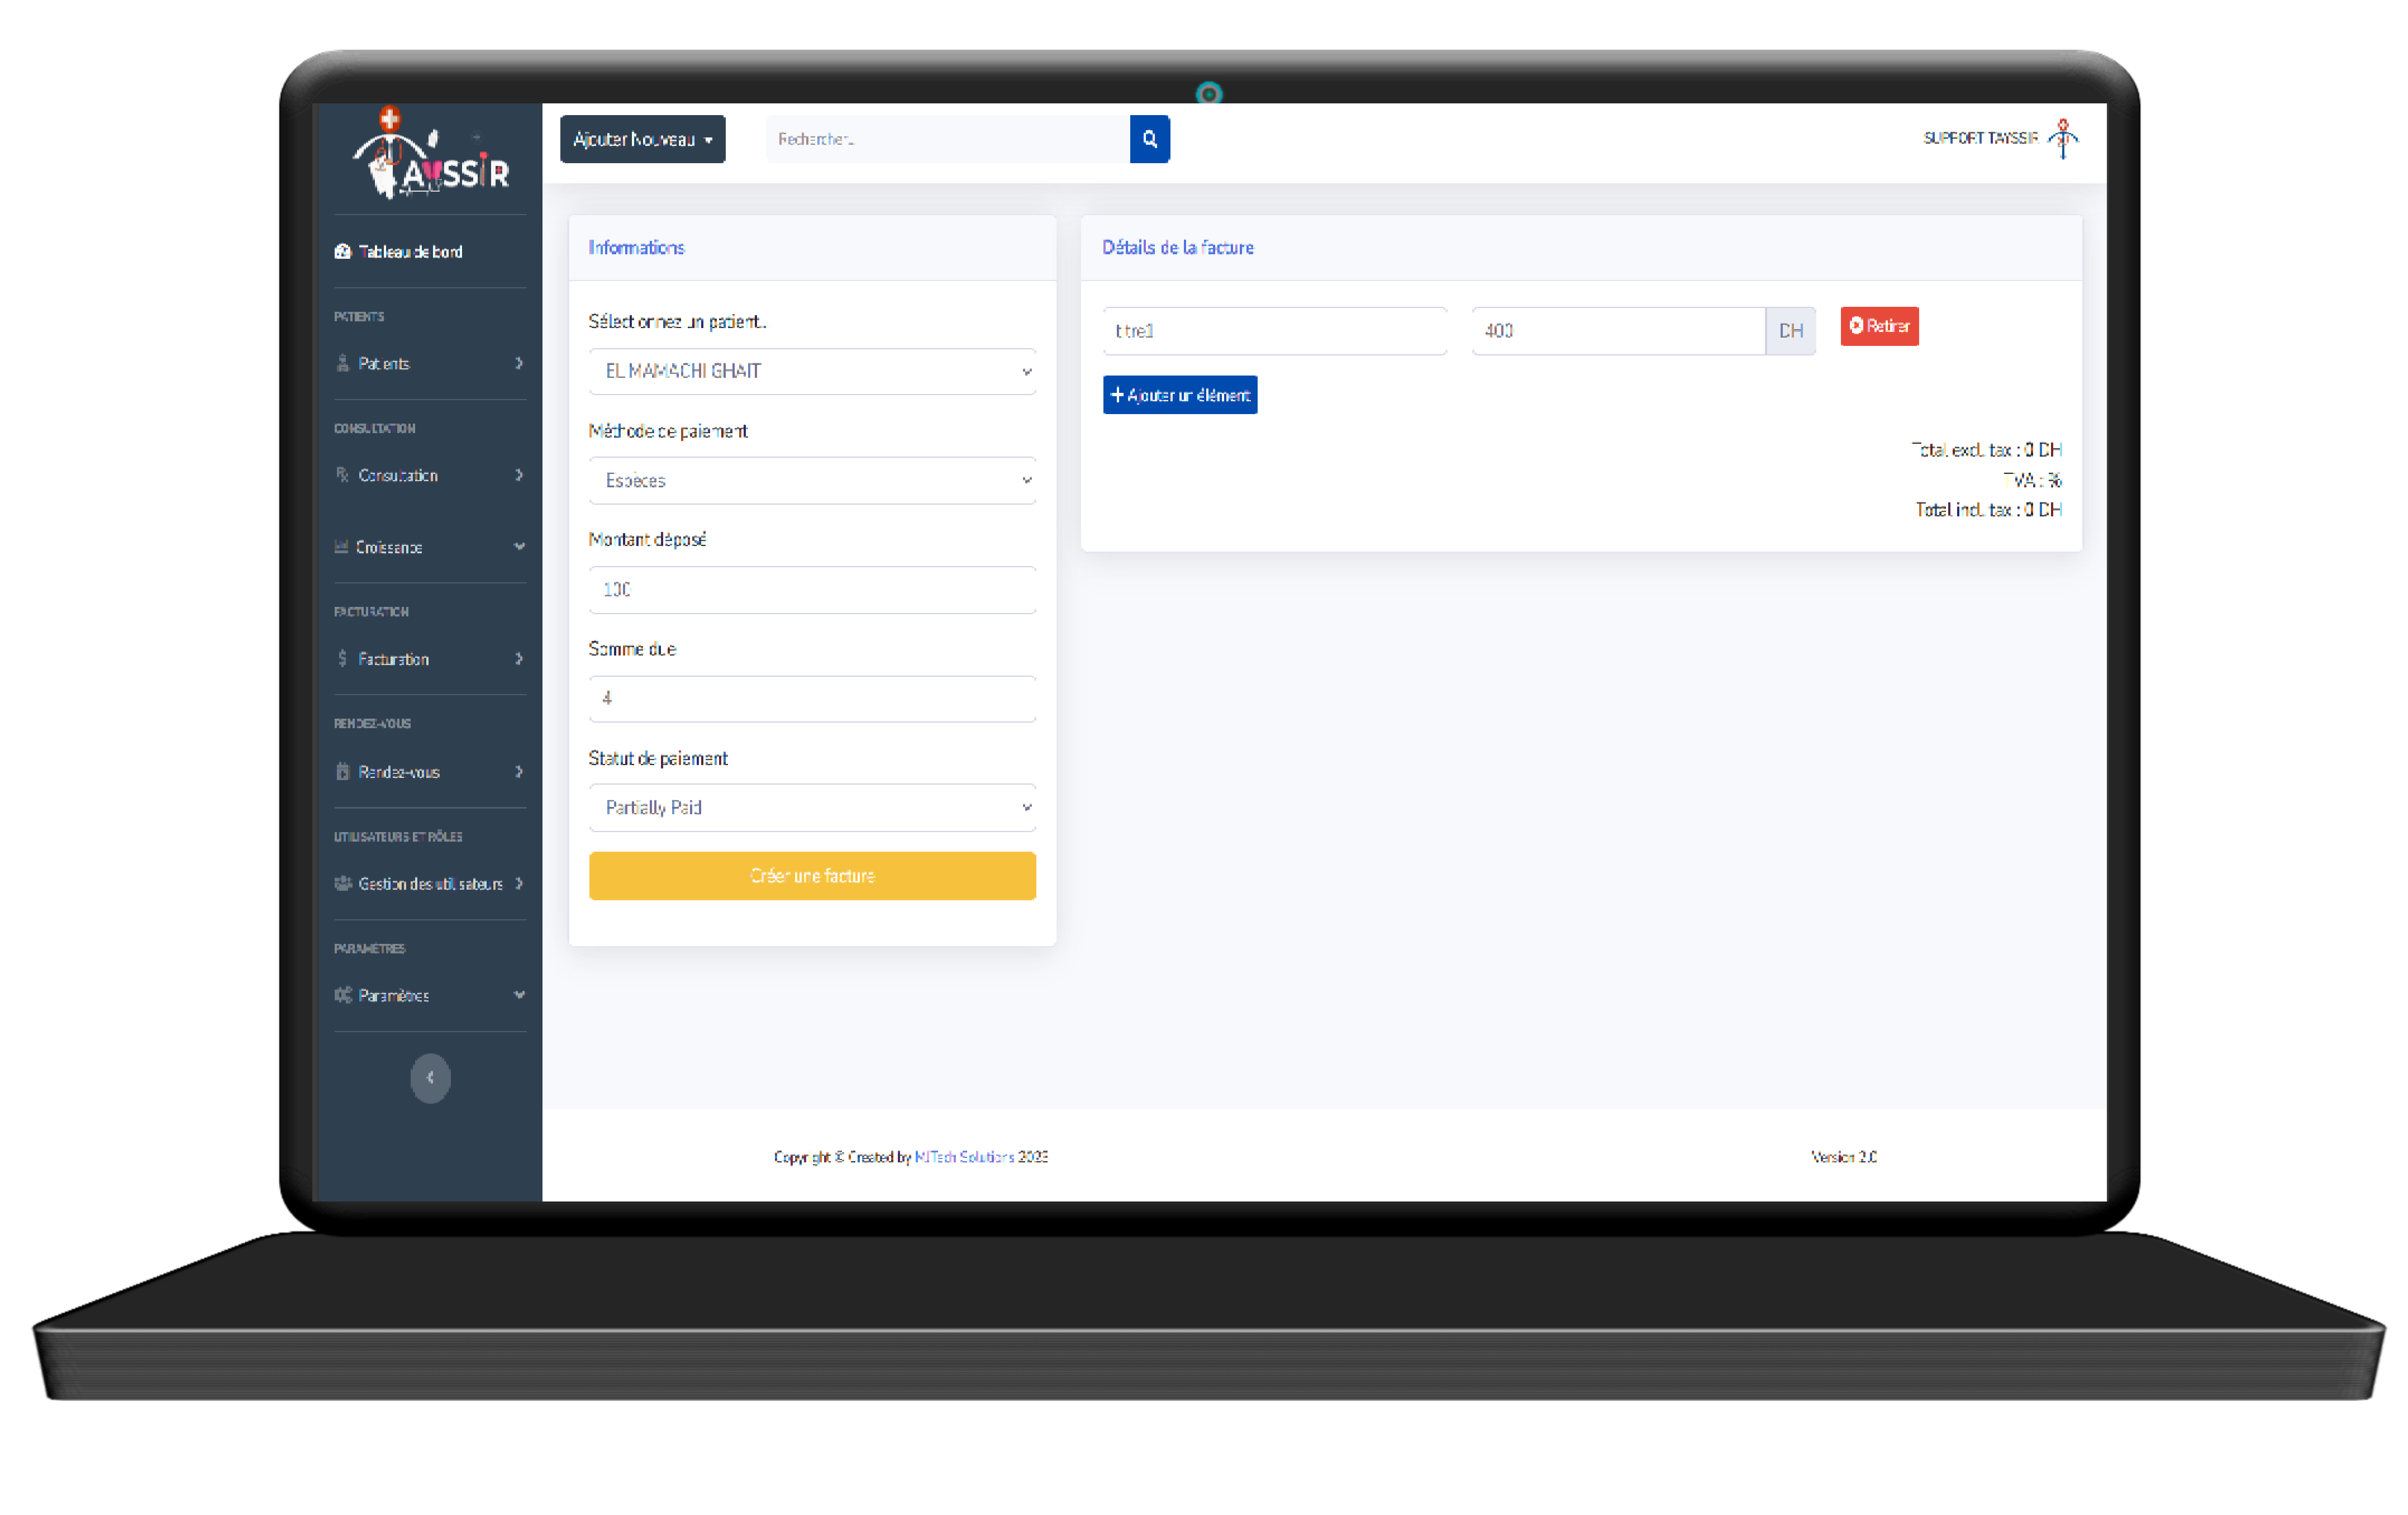 TAYSSIR
Ajouter Nouveau
Rechercher...
SUPPORT TAYSSIR
Tableau de bord
PATIENTS
Patients
CONSULTATION
Consultation
Croissance
FACTURATION
Facturation
RENDEZ-VOUS
Rendez-vous
UTILISATEURS ET RÔLES
Gestion des utilisateurs
PARAMÈTRES
Paramètres
Informations
Sélectionnez un patient..
EL MAMACHI GHAIT
Méthode de paiement
Espèces
Montant déposé
100
Somme due
4
Statut de paiement
Partially Paid
Créer une facture
Détails de la facture
titre1
400 DH
Retirer
+ Ajouter un élément
Total excl. tax : 0 DH
TVA : %
Total incl. tax : 0 DH
Copyright © Created by MJTech Solutions 2023
Version 2.0